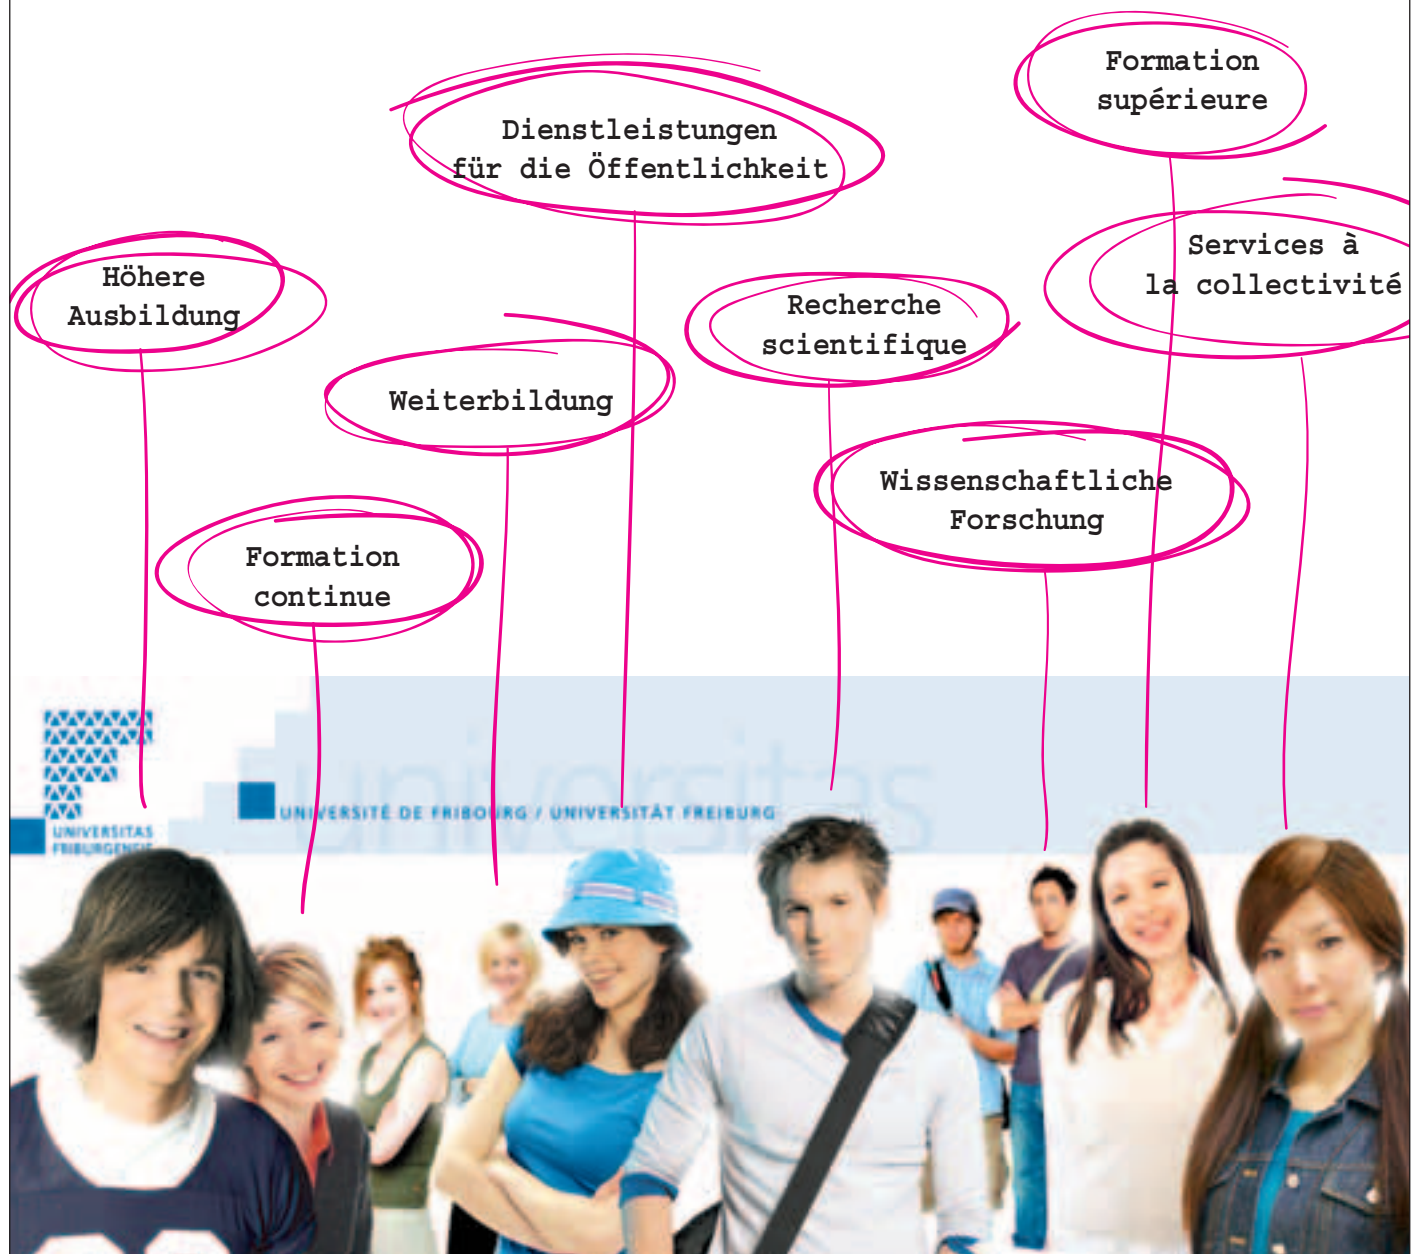 Formation
supérieure
Dienstleistungen
für die Öffentlichkeit
Services à
la collectivité
Höhere
Ausbildung
Recherche
scientifique
Weiterbildung
Wissenschaftliche
Forschung
Formation
continue
universitas
UNIVERSITÉ DE FRIBOURG / UNIVERSITÄT FREIBURG
UNIVERSITAS
FRIBURGENSIS